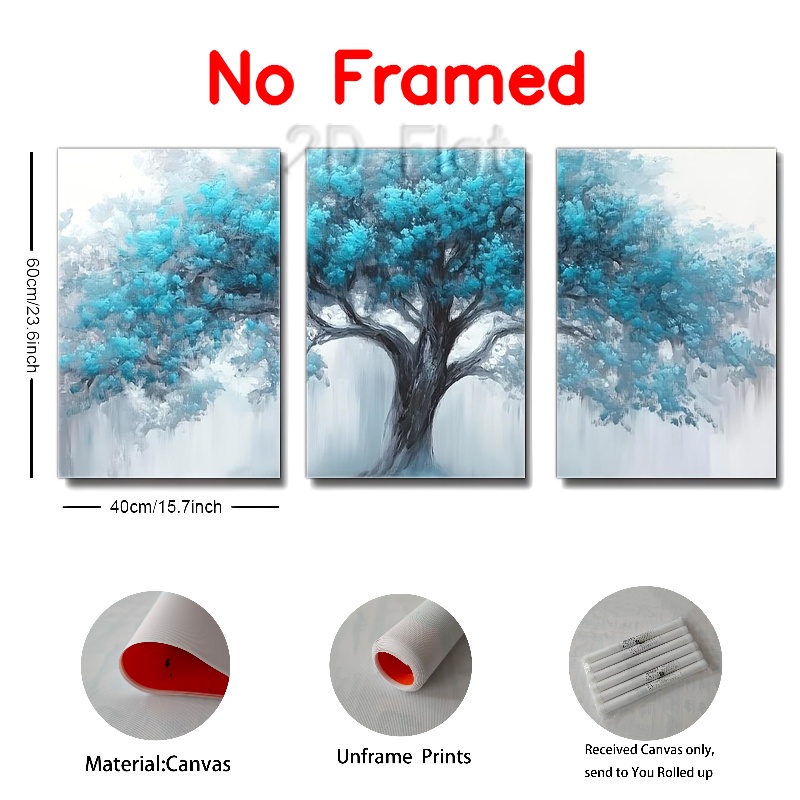 No Framed
2D Flat
60cm/23.6inch
40cm/15.7inch
Material:Canvas
Unframe Prints
Received Canvas only,
send to You Rolled up